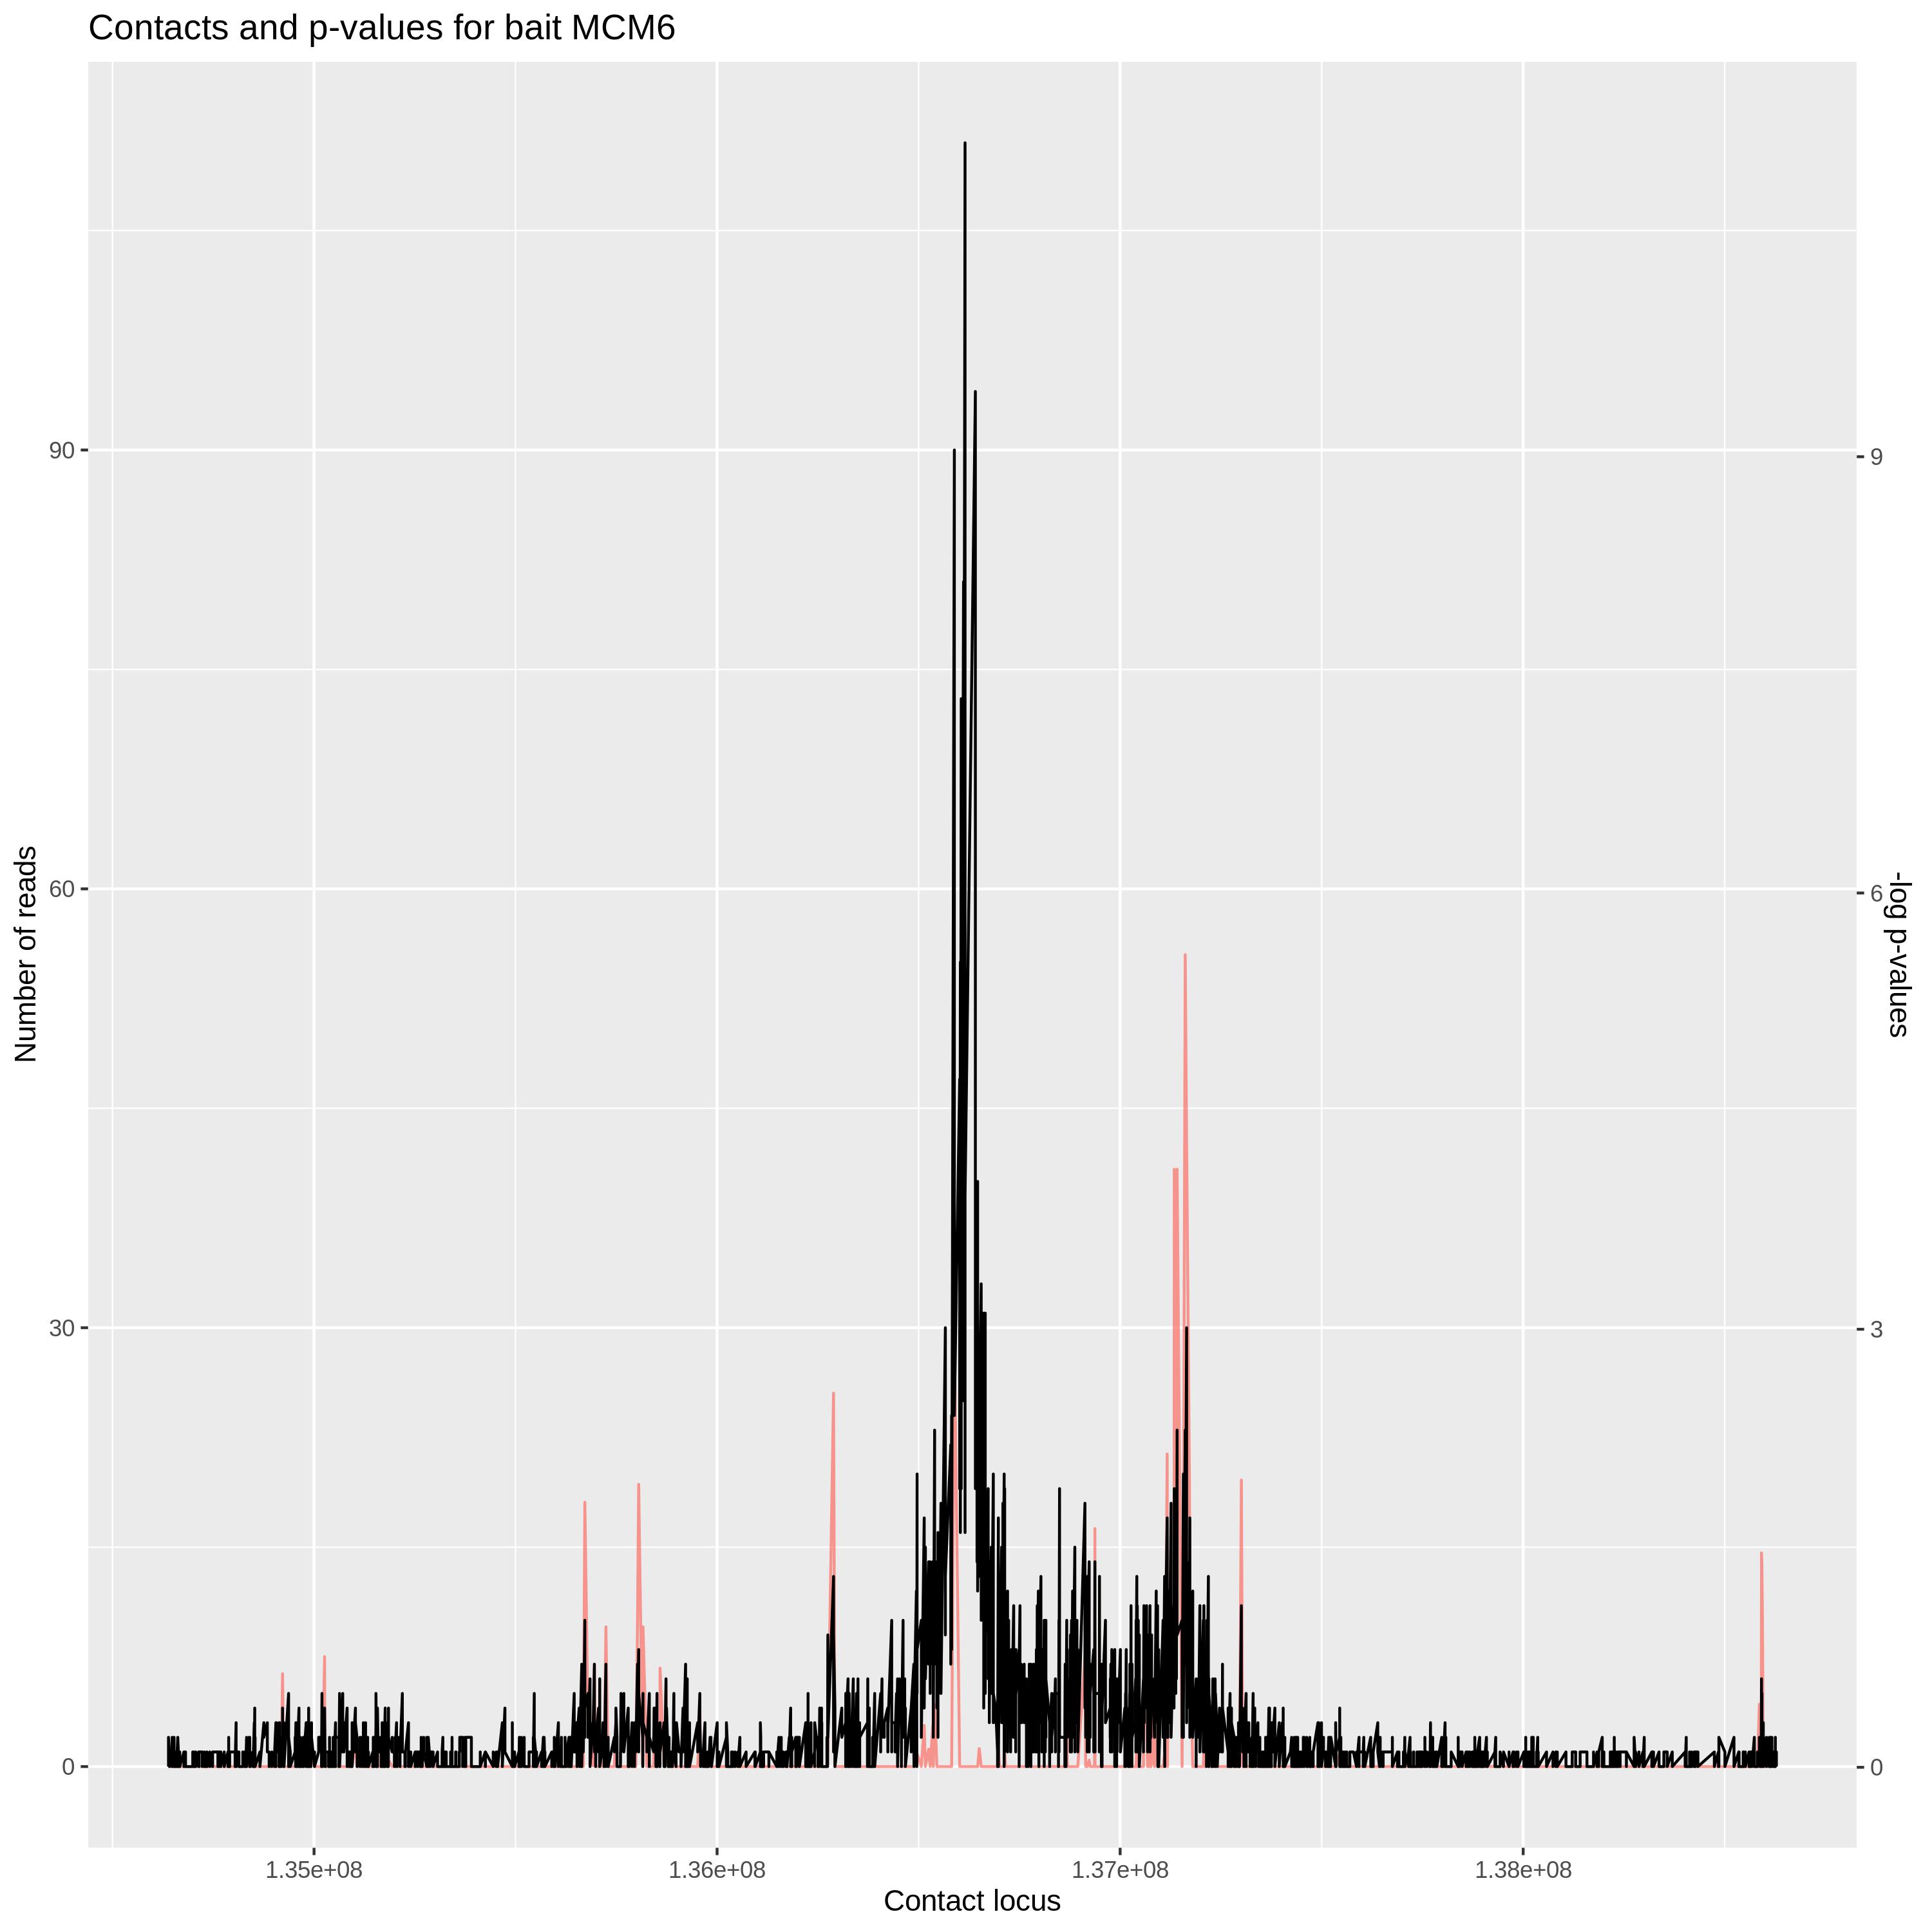 Contacts and p-values for bait MCM6
90
60
30
0
9
6
3
0
Number of reads
-log p-values
1.35e+08 1.36e+08 1.37e+08 1.38e+08
Contact locus